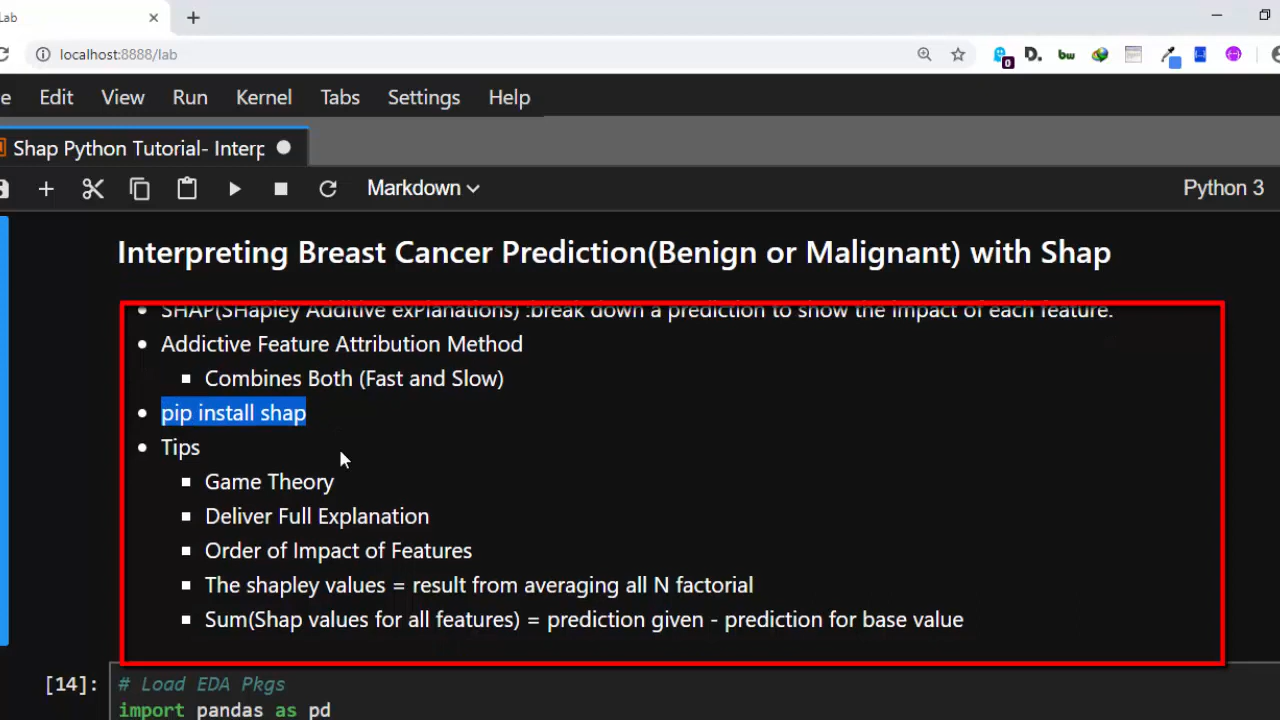 Lab
localhost:8888/lab
0
D.
bw
e Edit View Run Kernel Tabs Settings Help
Shap Python Tutorial- Interp
Markdown
Python 3
Interpreting Breast Cancer Prediction(Benign or Malignant) with Shap
SHAP(SHapley Additive exPlanations) :break down a prediction to show the impact of each feature.
Addictive Feature Attribution Method
Combines Both (Fast and Slow)
pip install shap
Tips
Game Theory
Deliver Full Explanation
Order of Impact of Features
The shapley values = result from averaging all N factorial
Sum(Shap values for all features) = prediction given - prediction for base value
[14]: # Load EDA Pkgs
import pandas as pd